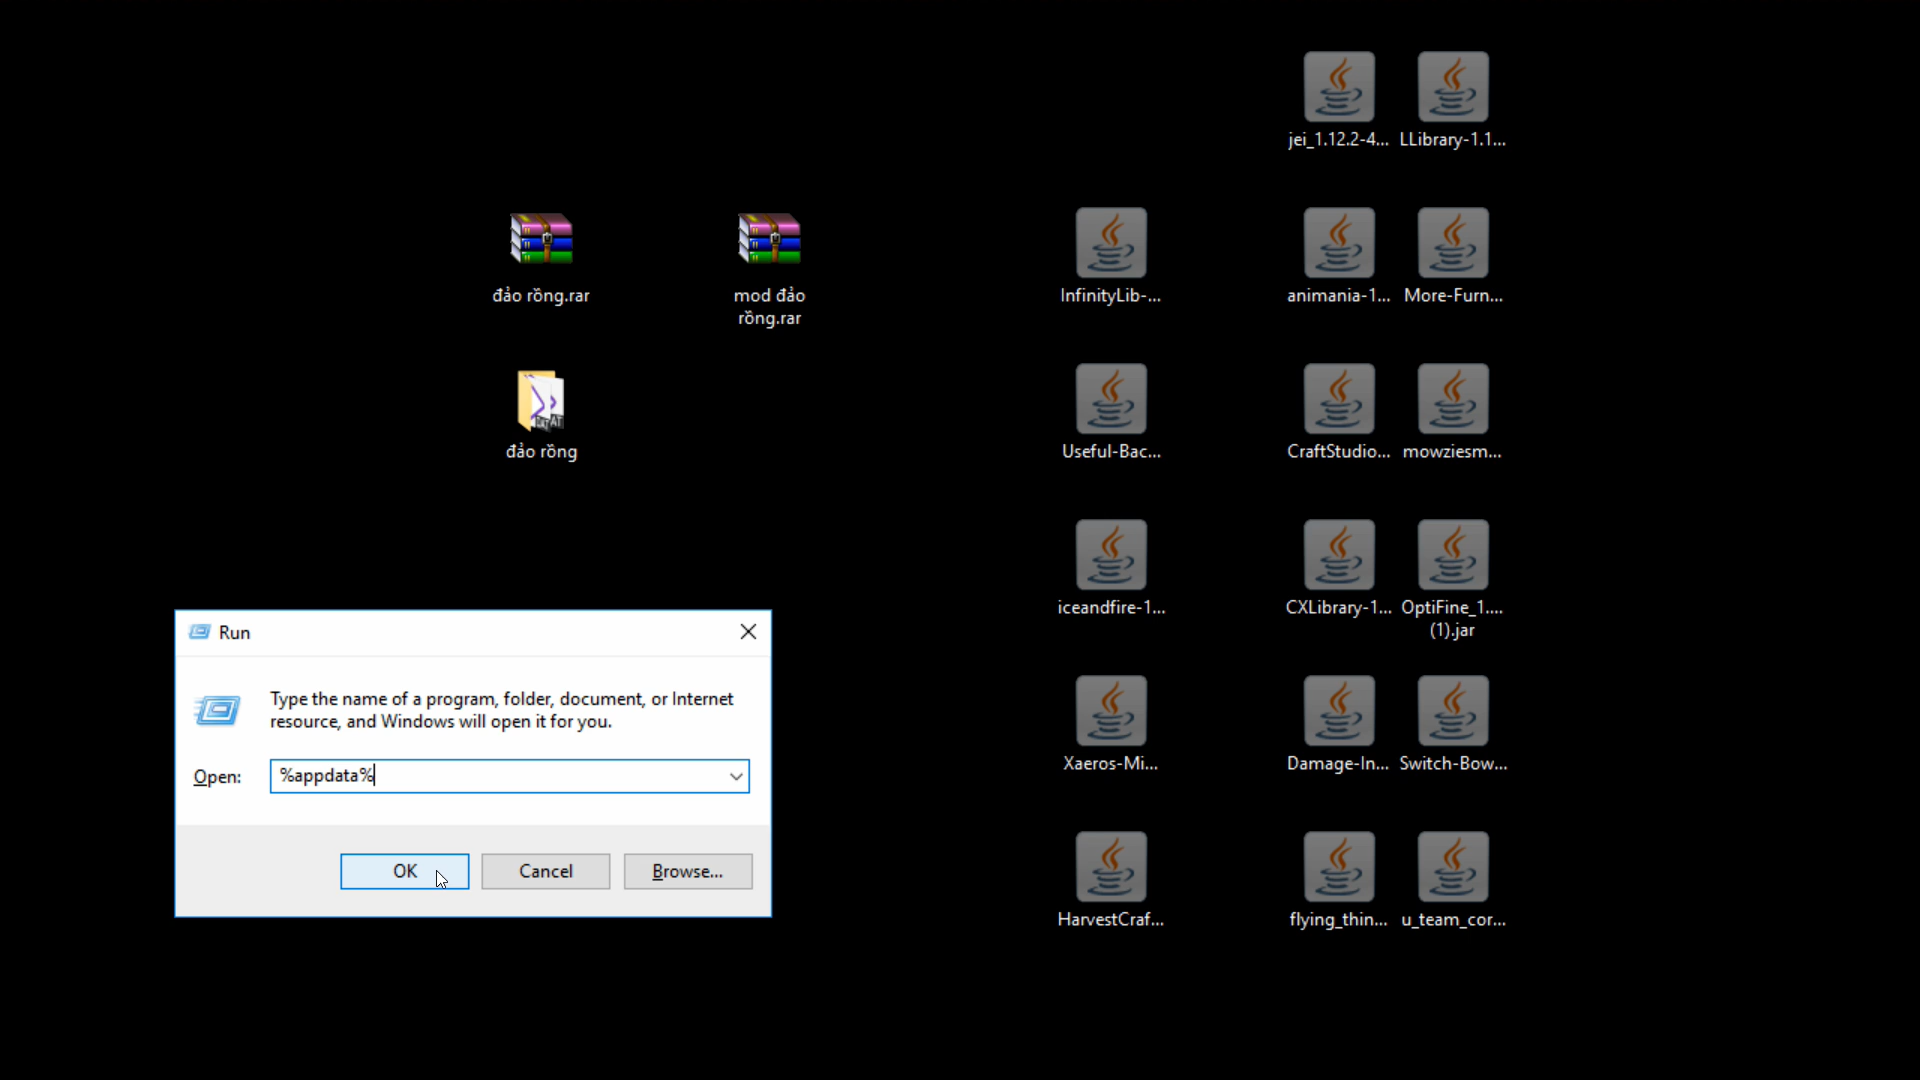 jei_1.12.2-4...
LLibrary-1.1...
đảo rồng.rar
mod đảo
rồng.rar
InfinityLib-...
animania-1...
More-Furn...
đảo rồng
Useful-Bac...
CraftStudio...
mowziesm...
iceandfire-1...
CXLibrary-1...
OptiFine_1....
(1).jar
Run
Type the name of a program, folder, document, or Internet
resource, and Windows will open it for you.
Open:
%appdata%
OK
Cancel
Browse...
Xaeros-Mi...
Damage-In...
Switch-Bow...
HarvestCraf...
flying_thin...
u_team_cor...